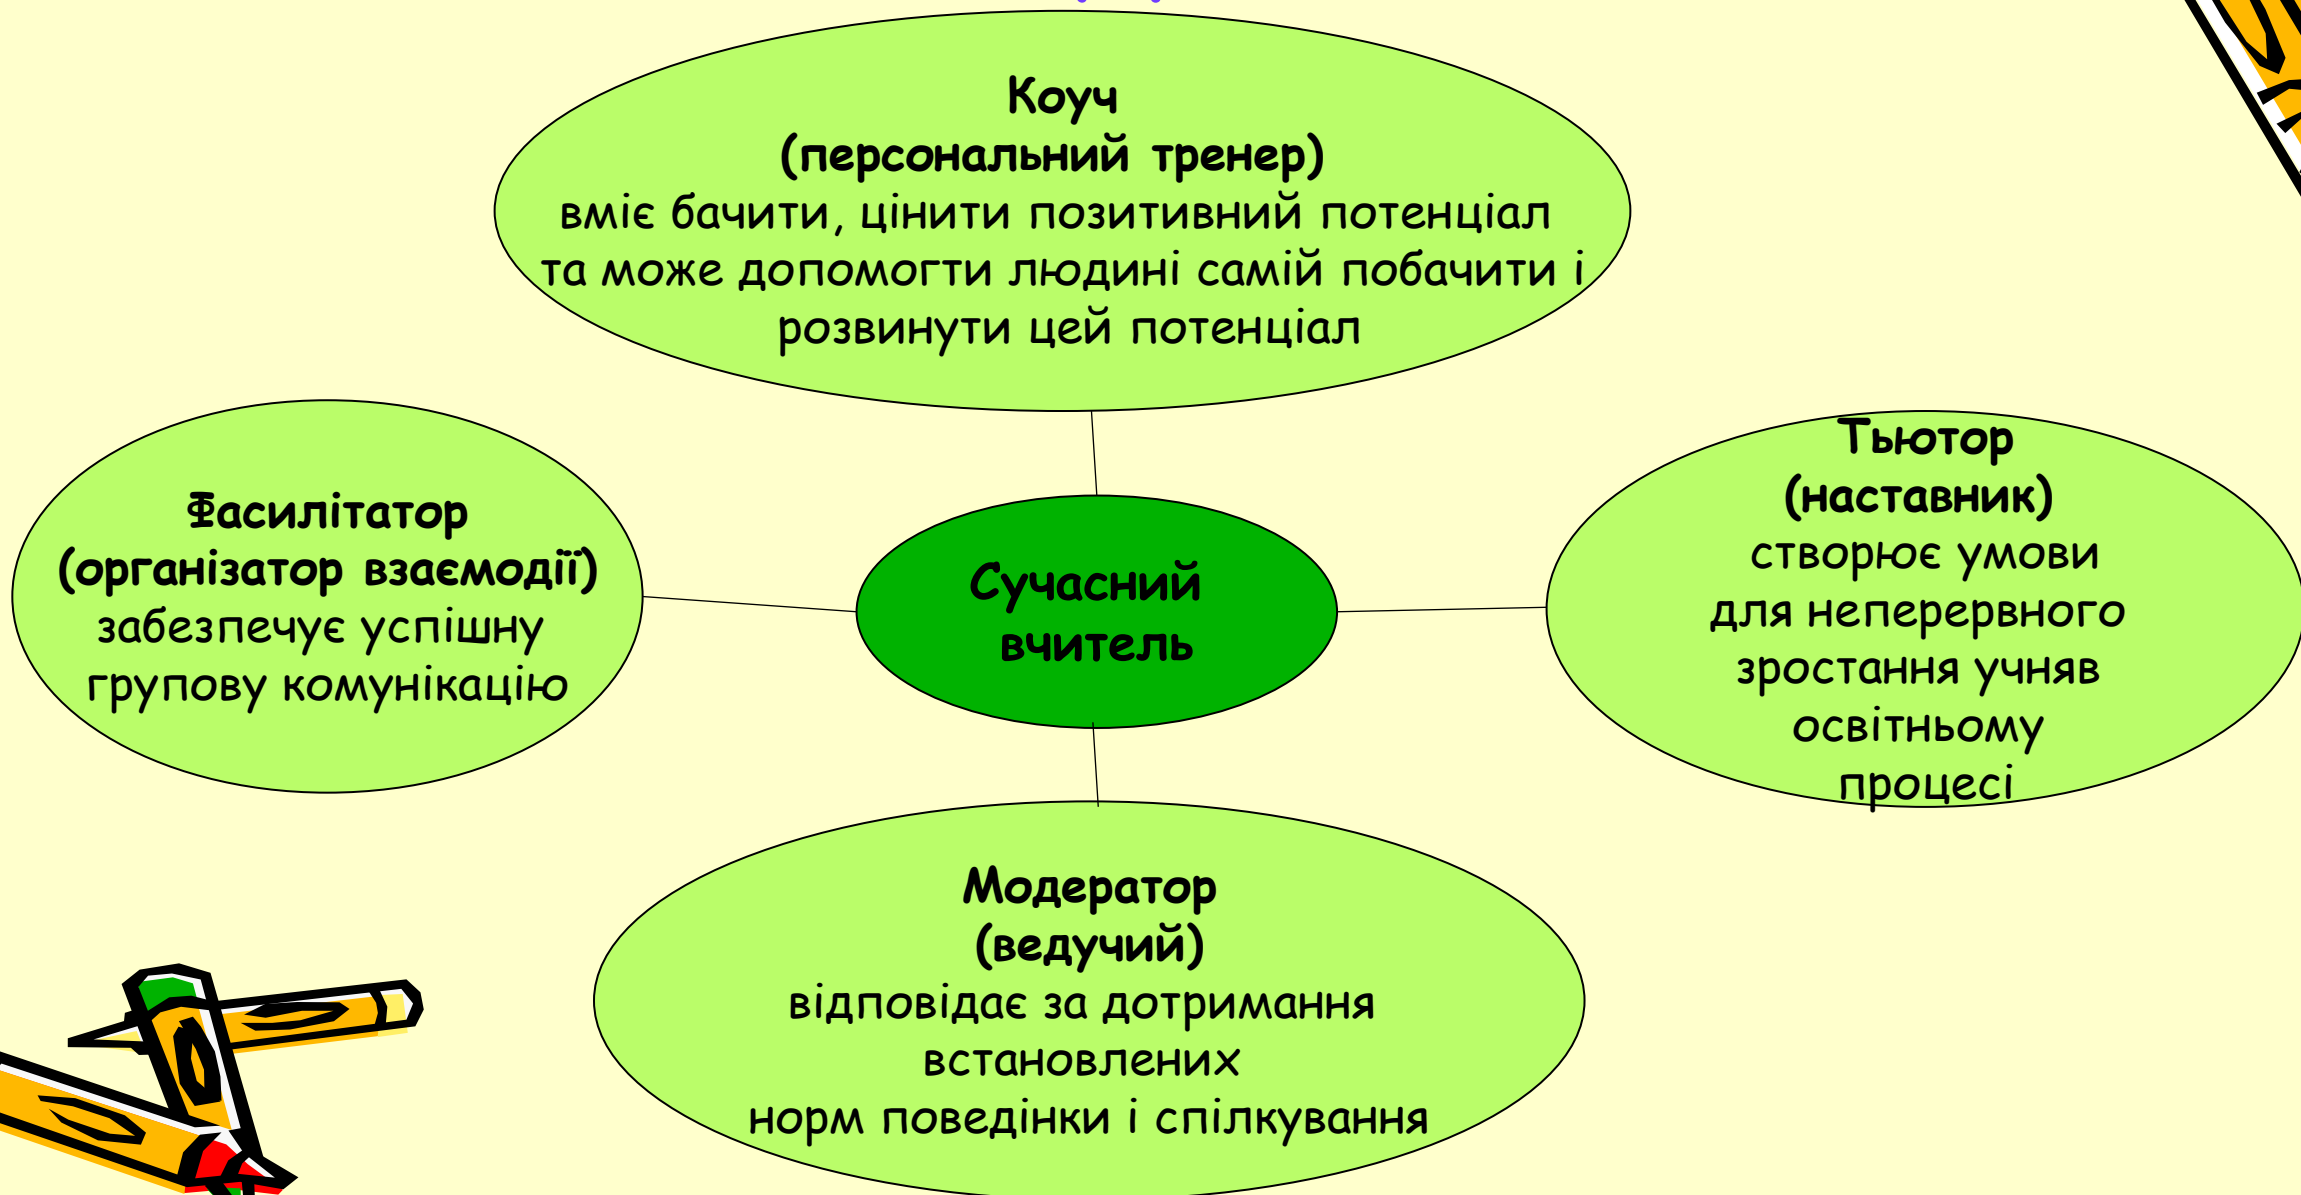 Коуч
(персональний тренер)
вміє бачити, цінити позитивний потенціал
та може допомогти людині самій побачити і
розвинути цей потенціал
Фасилітатор
(організатор взаємодії)
забезпечує успішну
групову комунікацію
Сучасний
вчитель
Тьютор
(наставник)
створює умови
для неперервного
зростання учняв
освітньому
процесі
Модератор
(ведучий)
відповідає за дотримання
встановлених
норм поведінки і спілкування